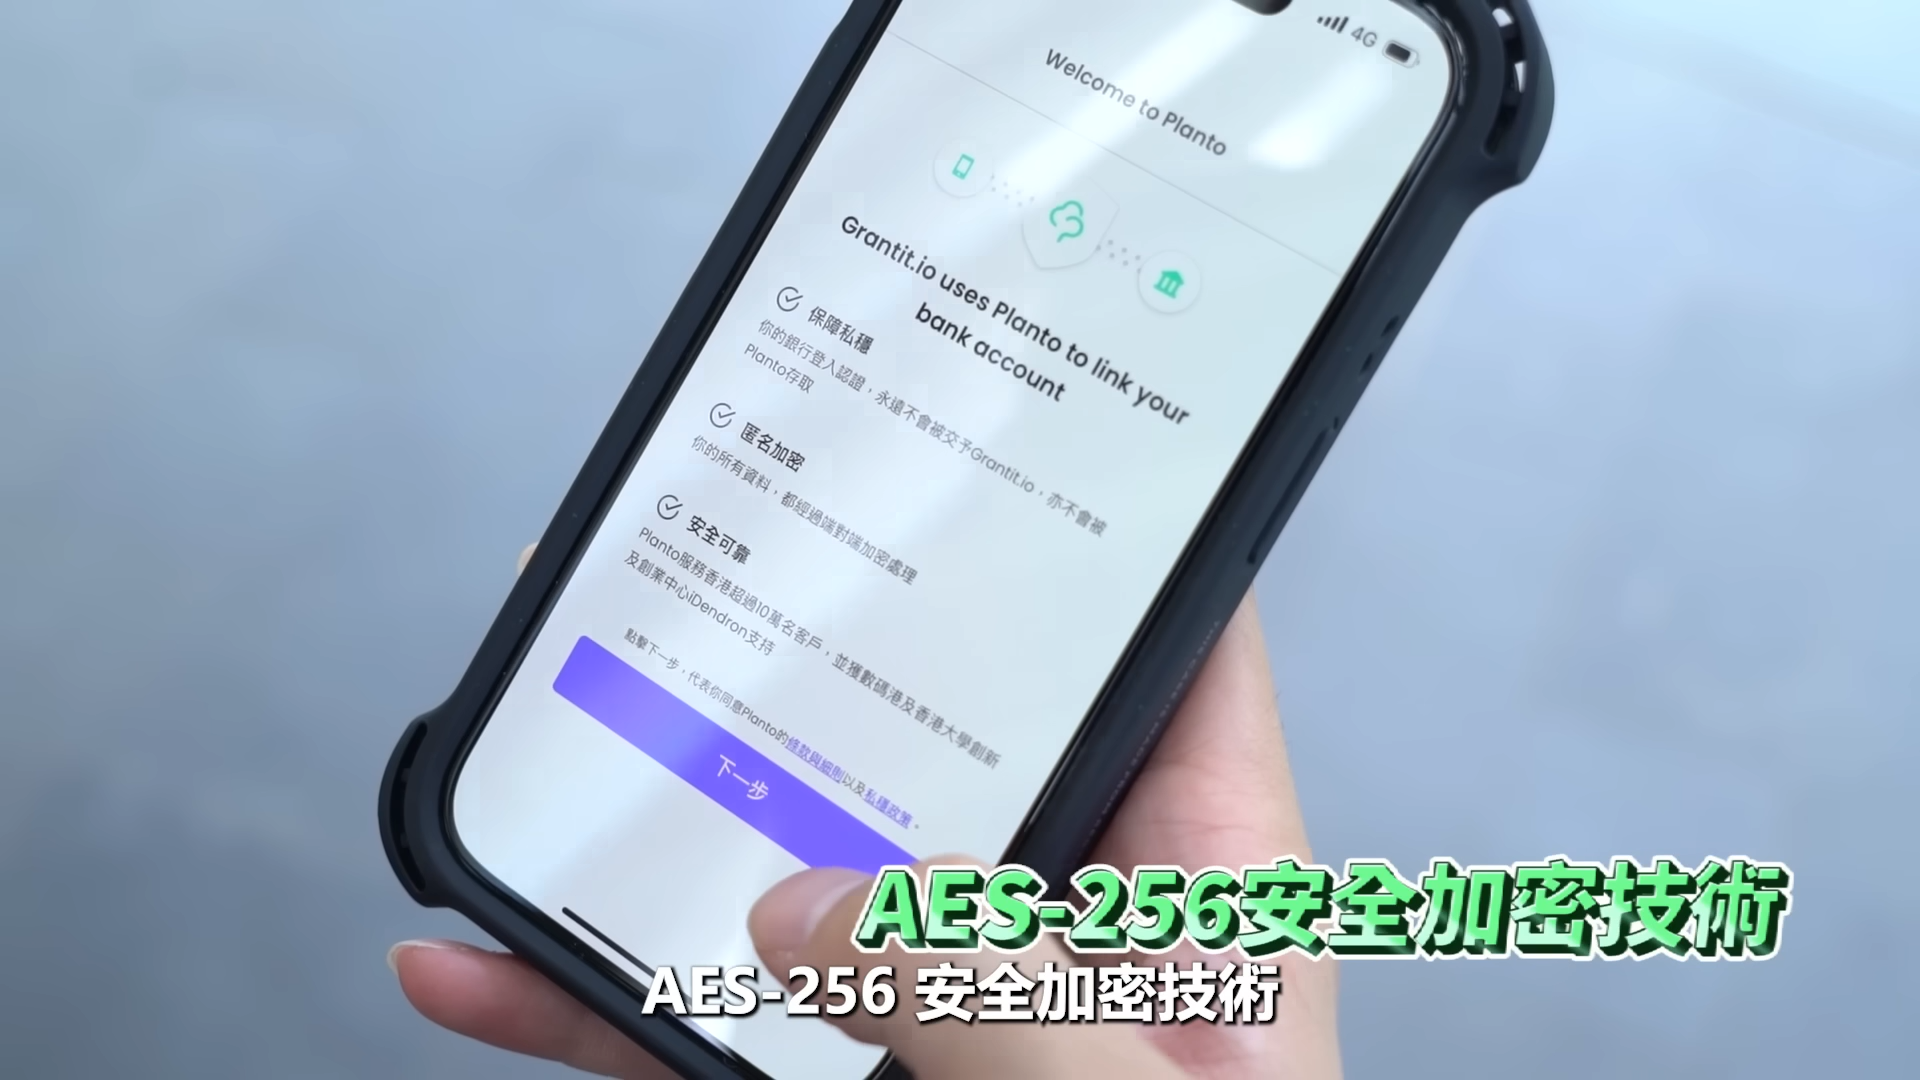 4G
Welcome to Planto
Grantit.io uses Planto to link your
bank account
保障私穩
你的銀行登入認證，永遠不會被交予Grantit.io，亦不會被
Planto存取
匿名加密
你的所有資料，都經過端對端加密處理
安全可靠
Planto服務香港超過10萬名客戶，並獲數碼港及香港大學創新
及創業中心iDendron支持
點擊下一步，代表你同意Planto的條款與細則以及私穩政策。
下一步
AES-256安全加密技術
AES-256 安全加密技術